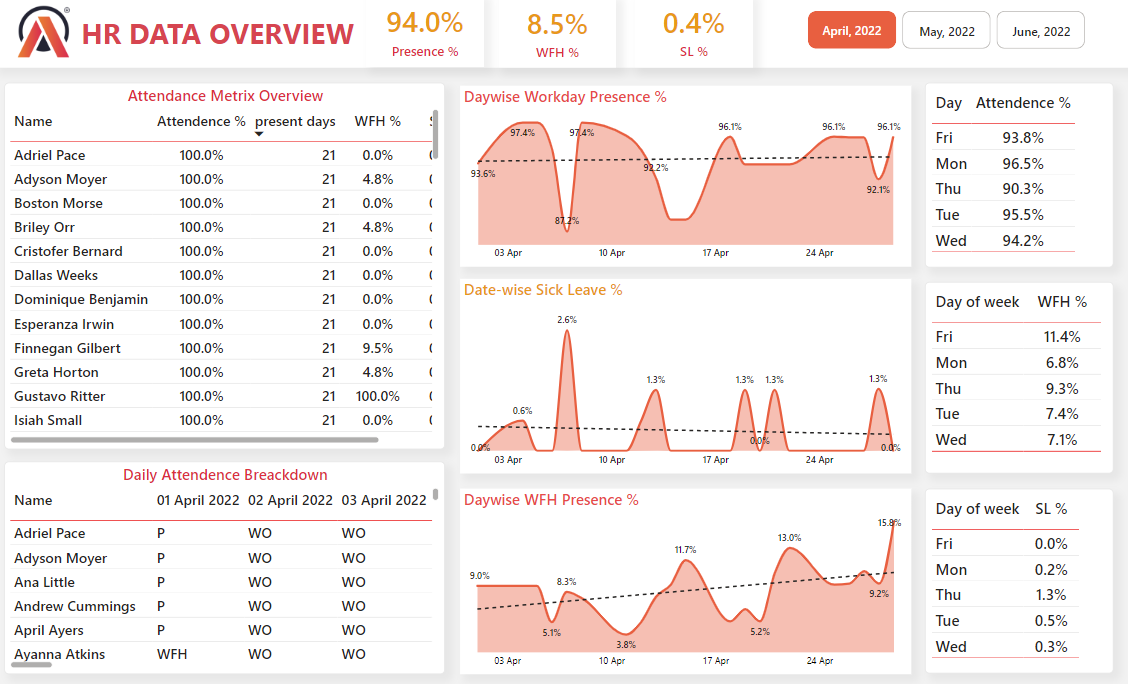 HR DATA OVERVIEW
®
94.0%
Presence %
8.5%
WFH %
0.4%
SL %
April, 2022
May, 2022
June, 2022
Attendance Metrix Overview
Name Attendence % present days WFH %
Adriel Pace 100.0% 21 0.0%
Adyson Moyer 100.0% 21 4.8%
Boston Morse 100.0% 21 0.0%
Briley Orr 100.0% 21 4.8%
Cristofer Bernard 100.0% 21 0.0%
Dallas Weeks 100.0% 21 0.0%
Dominique Benjamin 100.0% 21 0.0%
Esperanza Irwin 100.0% 21 0.0%
Finnegan Gilbert 100.0% 21 9.5%
Greta Horton 100.0% 21 4.8%
Gustavo Ritter 100.0% 21 100.0%
Isiah Small 100.0% 21 0.0%
Daily Attendence Breakdown
Name 01 April 2022 02 April 2022 03 April 2022
Adriel Pace P WO WO
Adyson Moyer P WO WO
Ana Little P WO WO
Andrew Cummings P WO WO
April Ayers P WO WO
Ayanna Atkins WFH WO WO
Daywise Workday Presence %
93.6%
97.4%
87.2%
97.4%
92.2%
96.1%
96.1%
92.1%
96.1%
03 Apr 10 Apr 17 Apr 24 Apr
Date-wise Sick Leave %
0.0%
0.6%
2.6%
1.3%
1.3%
0.0%
1.3%
1.3%
0.0%
03 Apr 10 Apr 17 Apr 24 Apr
Daywise WFH Presence %
9.0%
5.1%
8.3%
3.8%
11.7%
5.2%
13.0%
9.2%
15.8%
03 Apr 10 Apr 17 Apr 24 Apr
Day Attendence %
Fri 93.8%
Mon 96.5%
Thu 90.3%
Tue 95.5%
Wed 94.2%
Day of week WFH %
Fri 11.4%
Mon 6.8%
Thu 9.3%
Tue 7.4%
Wed 7.1%
Day of week SL %
Fri 0.0%
Mon 0.2%
Thu 1.3%
Tue 0.5%
Wed 0.3%